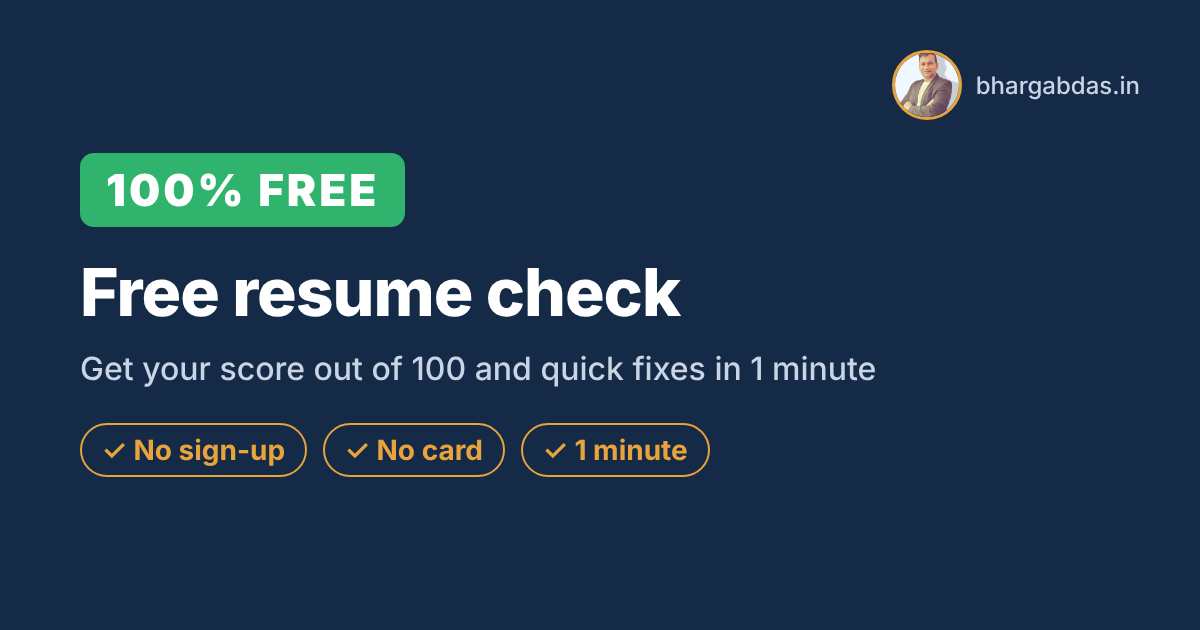 bhargabdas.in
100% FREE
Free resume check
Get your score out of 100 and quick fixes in 1 minute
✓ No sign-up ✓ No card ✓ 1 minute